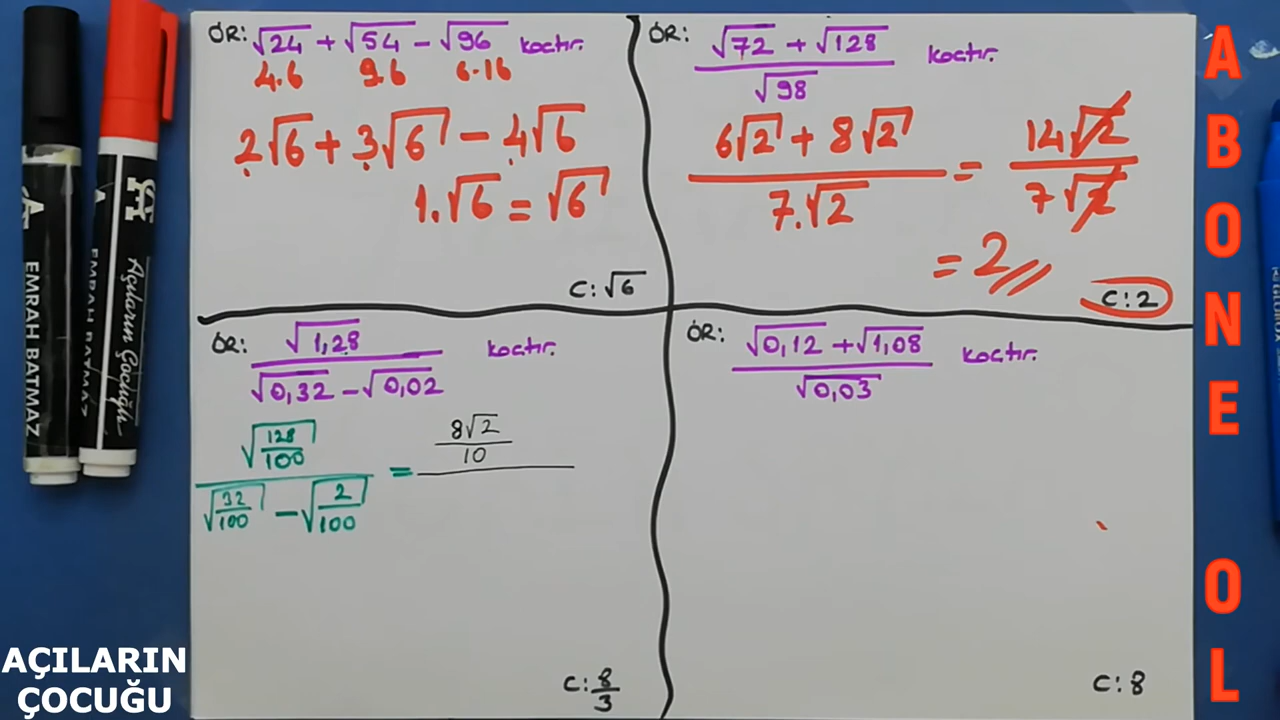 ÖR: √24 + √54 - √96 kaçtır.
4.6 9.6 6.16
2√6 + 3√6 - 4√6
1.√6 = √6
C: √6
ÖR: (√72 + √128) / √98 kaçtır.
(6√2 + 8√2) / (7.√2) = 14√2 / 7√2
= 2
C: 2
ÖR: √1,28 / (√0,32 - √0,02) kaçtır.
√(128/100) / (√(32/100) - √(2/100)) = (8√2 / 10)
C: 8/3
ÖR: (√0,12 + √1,08) / √0,03 kaçtır.
C: 8
EMRAH BATMAZ
EMRAH BATMAZ
Açıların Çocuğu
AÇILARIN
ÇOCUĞU
ABONE
OL